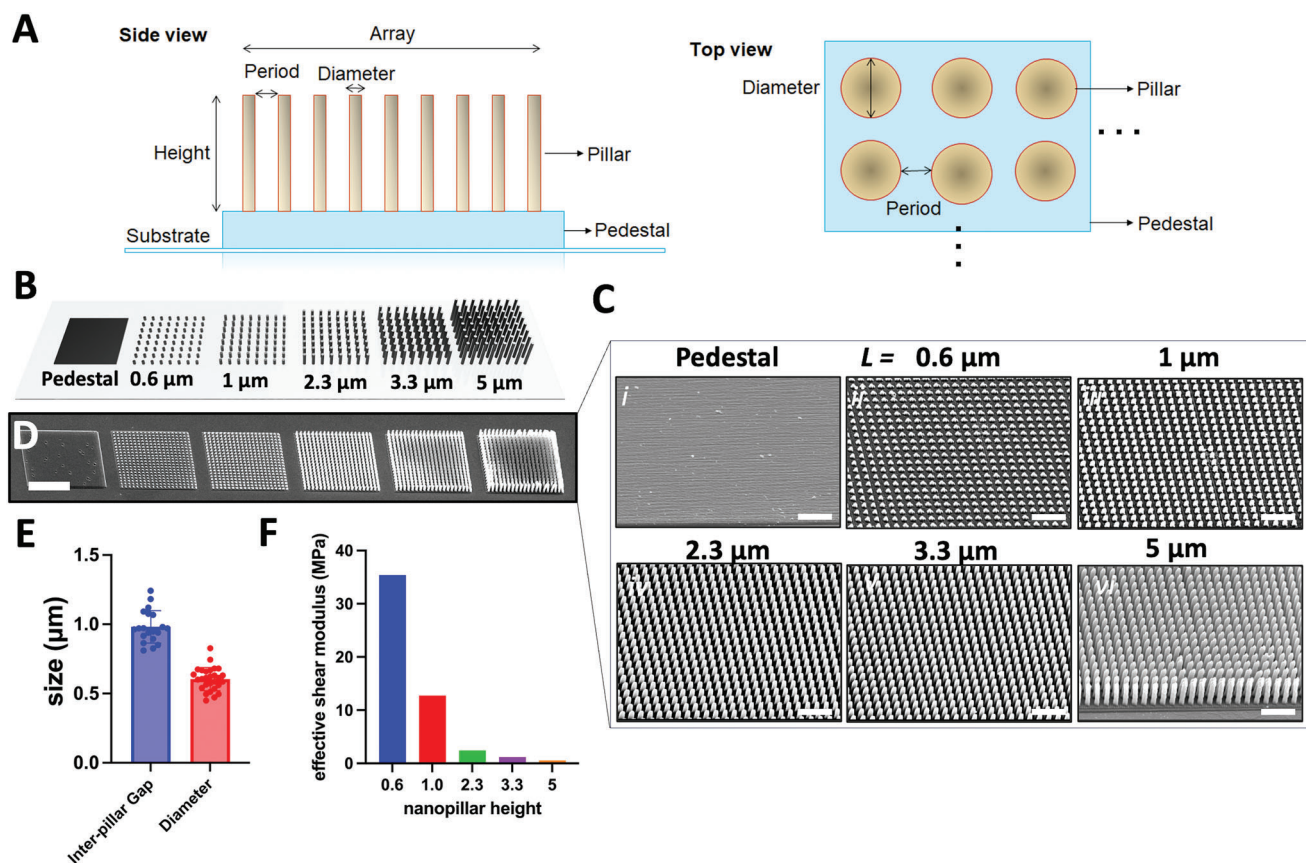 A
Side view
Array
Period
Diameter
Height
Pillar
Substrate
Pedestal
Top view
Diameter
Pillar
. . .
Period
Pedestal
B
Pedestal
0.6 μm
1 μm
2.3 μm
3.3 μm
5 μm
C
Pedestal
L = 0.6 μm
1 μm
i
ii
iii
2.3 μm
3.3 μm
5 μm
iv
v
vi
D
E
1.5
1.0
0.5
0.0
size (μm)
Inter-pillar Gap
Diameter
F
40
30
20
10
0
effective shear modulus (MPa)
0.6
1.0
2.3
3.3
5
nanopillar height